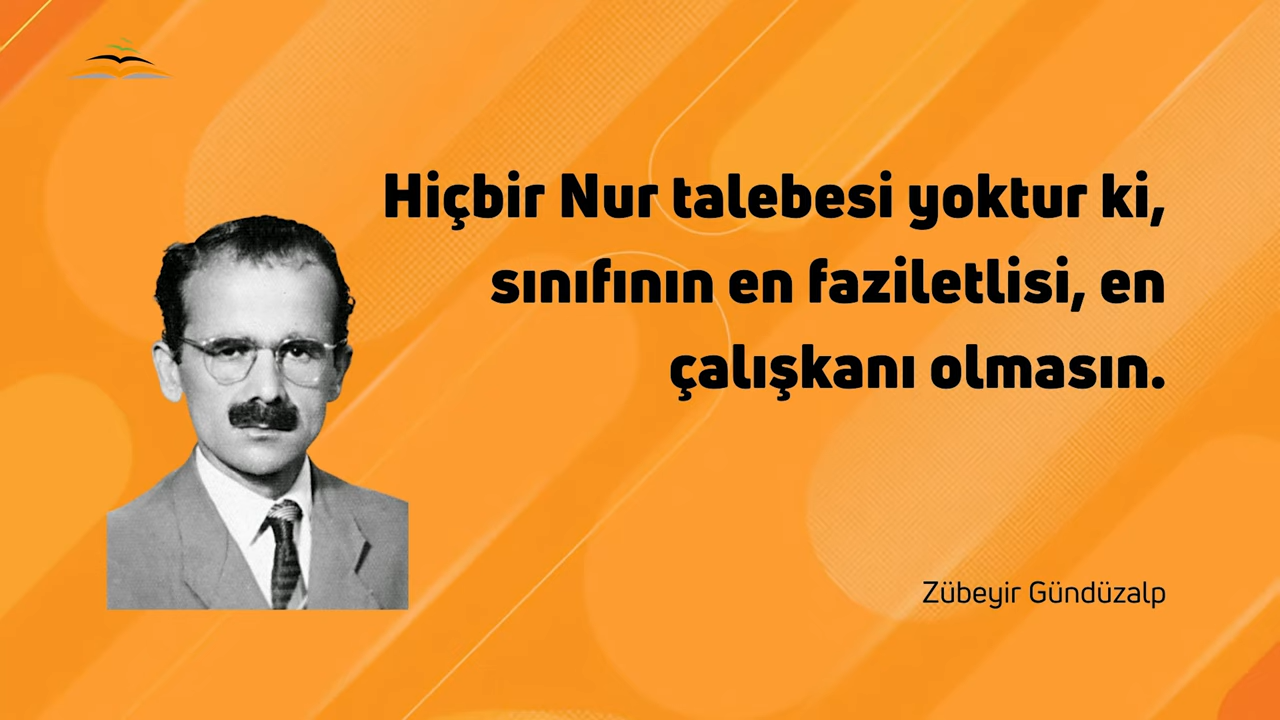 Hiçbir Nur talebesi yoktur ki,
sınıfının en faziletlisi, en
çalışkanı olmasın.
Zübeyir Gündüzalp